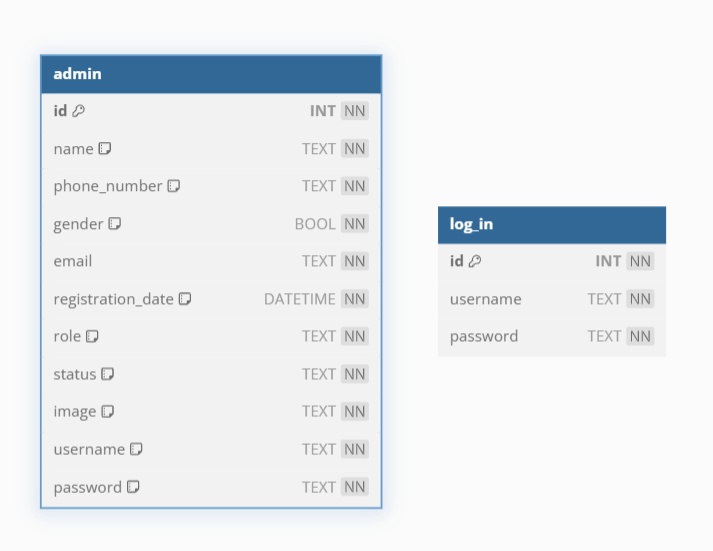 admin
id INT NN
name TEXT NN
phone_number TEXT NN
gender BOOL NN
email TEXT NN
registration_date DATETIME NN
role TEXT NN
status TEXT NN
image TEXT NN
username TEXT NN
password TEXT NN
log_in
id INT NN
username TEXT NN
password TEXT NN